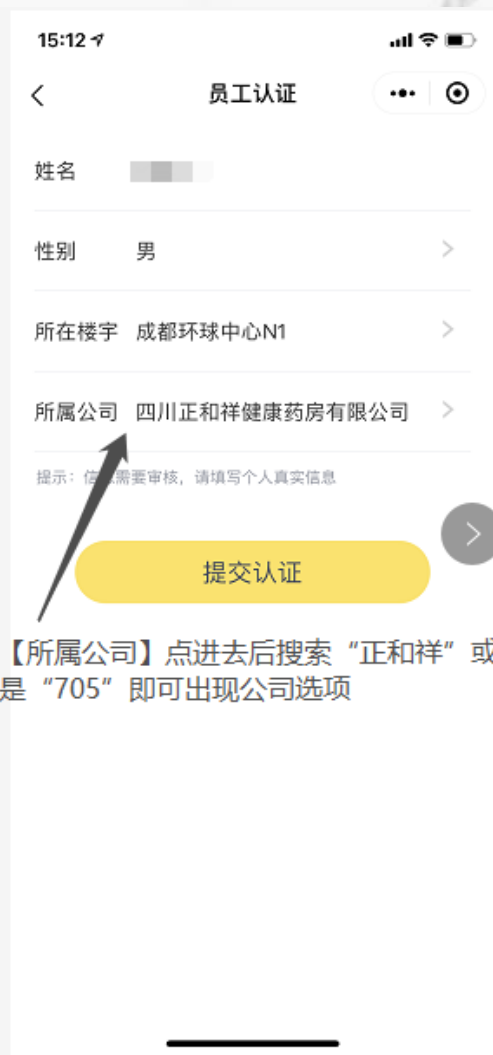 15:12
员工认证
姓名
性别 男
所在楼宇 成都环球中心N1
所属公司 四川正和祥健康药房有限公司
提示：信 需要审核，请填写个人真实信息
提交认证
【所属公司】点进去后搜索“正和祥”或
是“705”即可出现公司选项